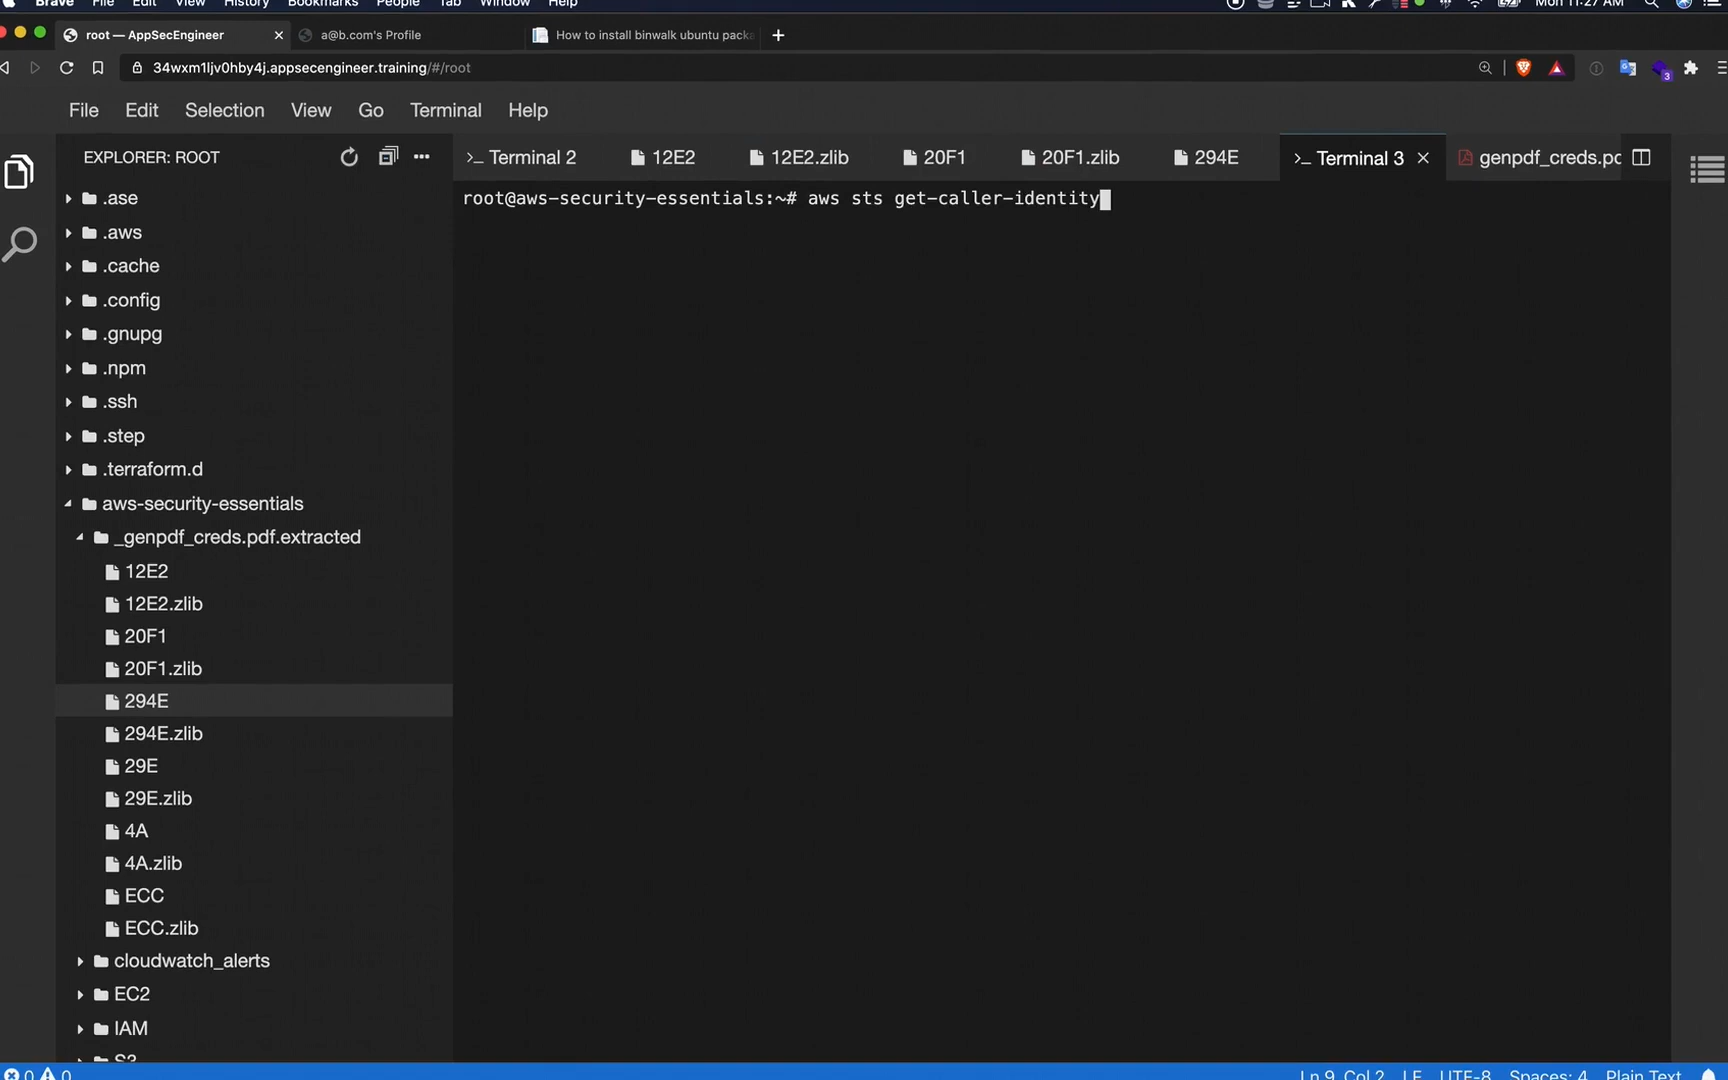 Brave File Edit View History Bookmarks People Tab Window Help Mon 11:27 AM
root — AppSecEngineer a@b.com's Profile How to install binwalk ubuntu packa
34wxm1ljv0hby4j.appsecengineer.training/#/root 3
File Edit Selection View Go Terminal Help
EXPLORER: ROOT Terminal 2 12E2 12E2.zlib 20F1 20F1.zlib 294E Terminal 3 genpdf_creds.pd
root@aws-security-essentials:~# aws sts get-caller-identity
.ase
.aws
.cache
.config
.gnupg
.npm
.ssh
.step
.terraform.d
aws-security-essentials
_genpdf_creds.pdf.extracted
12E2
12E2.zlib
20F1
20F1.zlib
294E
294E.zlib
29E
29E.zlib
4A
4A.zlib
ECC
ECC.zlib
cloudwatch_alerts
EC2
IAM
S3
0 0 Ln 9, Col 2 LF UTF-8 Spaces: 4 Plain Text